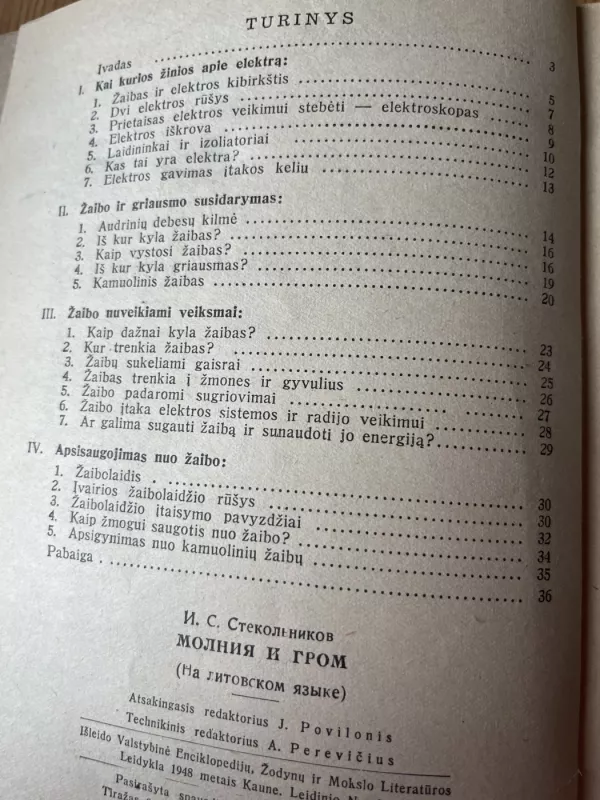 TURINYS
Įvadas . . . 3
I. Kai kurios žinios apie elektrą:
1. Žaibas ir elektros kibirkštis . . . 5
2. Dvi elektros rūšys . . . 7
3. Prietaisas elektros veikimui stebėti — elektroskopas . . . 8
4. Elektros iškrova . . . 9
5. Laidininkai ir izoliatoriai . . . 10
6. Kas tai yra elektra? . . . 12
7. Elektros gavimas įtakos keliu . . . 13
II. Žaibo ir griausmo susidarymas:
1. Audrinių debesų kilmė . . . 14
2. Iš kur kyla žaibas? . . . 16
3. Kaip vystosi žaibas? . . . 16
4. Iš kur kyla griausmas? . . . 19
5. Kamuolinis žaibas . . . 20
III. Žaibo nuveikiami veiksmai:
1. Kaip dažnai kyla žaibas? . . . 23
2. Kur trenkia žaibas? . . . 24
3. Žaibų sukeliami gaisrai . . . 25
4. Žaibas trenkia į žmones ir gyvulius . . . 26
5. Žaibo padaromi sugriovimai . . . 27
6. Žaibo įtaka elektros sistemos ir radijo veikimui . . . 28
7. Ar galima sugauti žaibą ir sunaudoti jo energiją? . . . 29
IV. Apsisaugojimas nuo žaibo:
1. Žaibolaidis . . . 30
2. Įvairios žaibolaidžio rūšys . . . 30
3. Žaibolaidžio įtaisymo pavyzdžiai . . . 32
4. Kaip žmogui saugotis nuo žaibo? . . . 34
5. Apsigynimas nuo kamuolinių žaibų . . . 35
Pabaiga . . . 36
И. С. Стекольников
МОЛНИЯ И ГРОМ
(На литовском языке)
Atsakingasis redaktorius J. Povilonis
Technikinis redaktorius A. Perevičius
Išleido Valstybinė Enciklopedijų, Žodynų ir Mokslo Literatūros
Leidykla 1948 metais Kaune. Leidinio
Pasirašyta
Tiražas